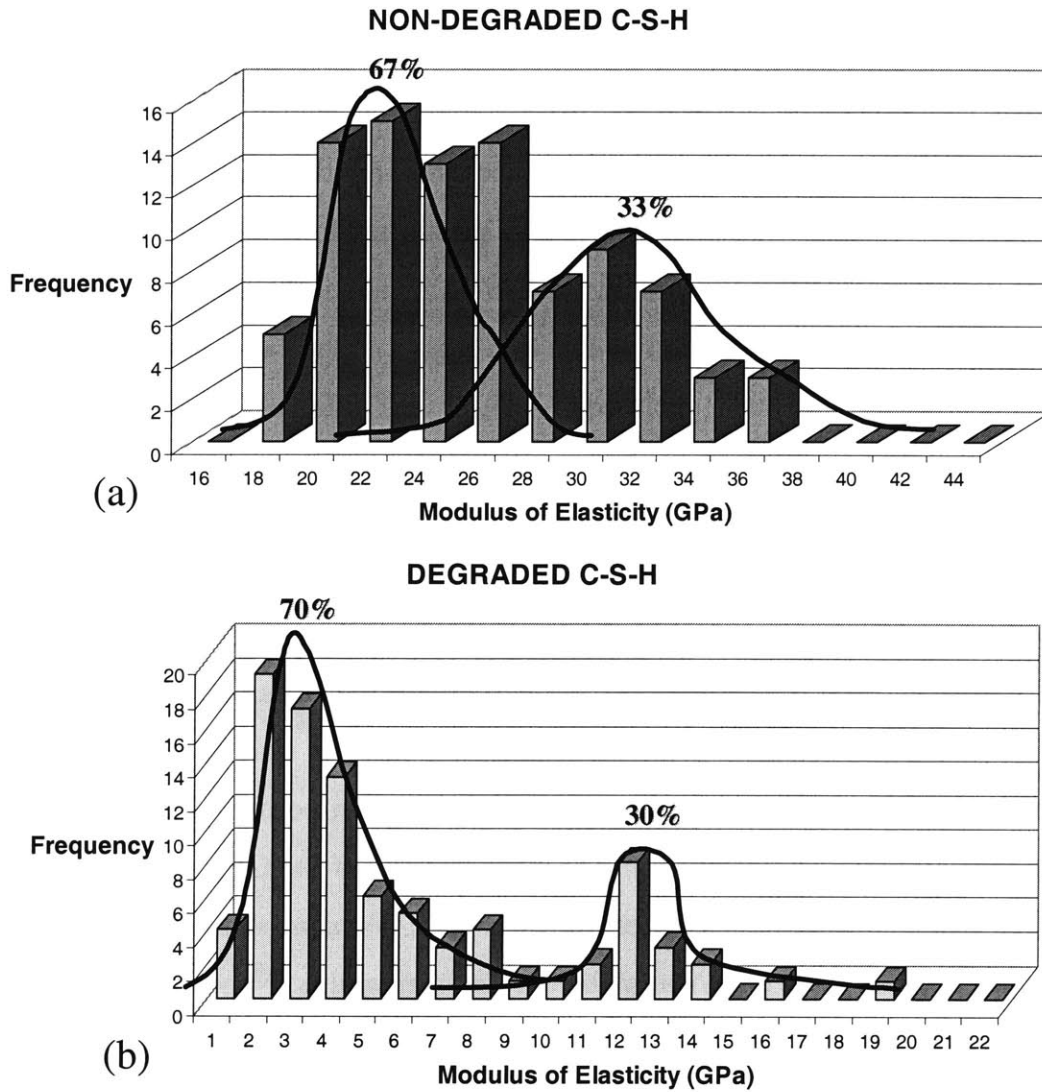 NON-DEGRADED C-S-H
67%
33%
16
14
12
10
8
6
4
2
0
Frequency
16 18 20 22 24 26 28 30 32 34 36 38 40 42 44
(a)
Modulus of Elasticity (GPa)
DEGRADED C-S-H
70%
30%
20
18
16
14
12
10
8
6
4
2
0
Frequency
1 2 3 4 5 6 7 8 9 10 11 12 13 14 15 16 17 18 19 20 21 22
(b)
Modulus of Elasticity (GPa)